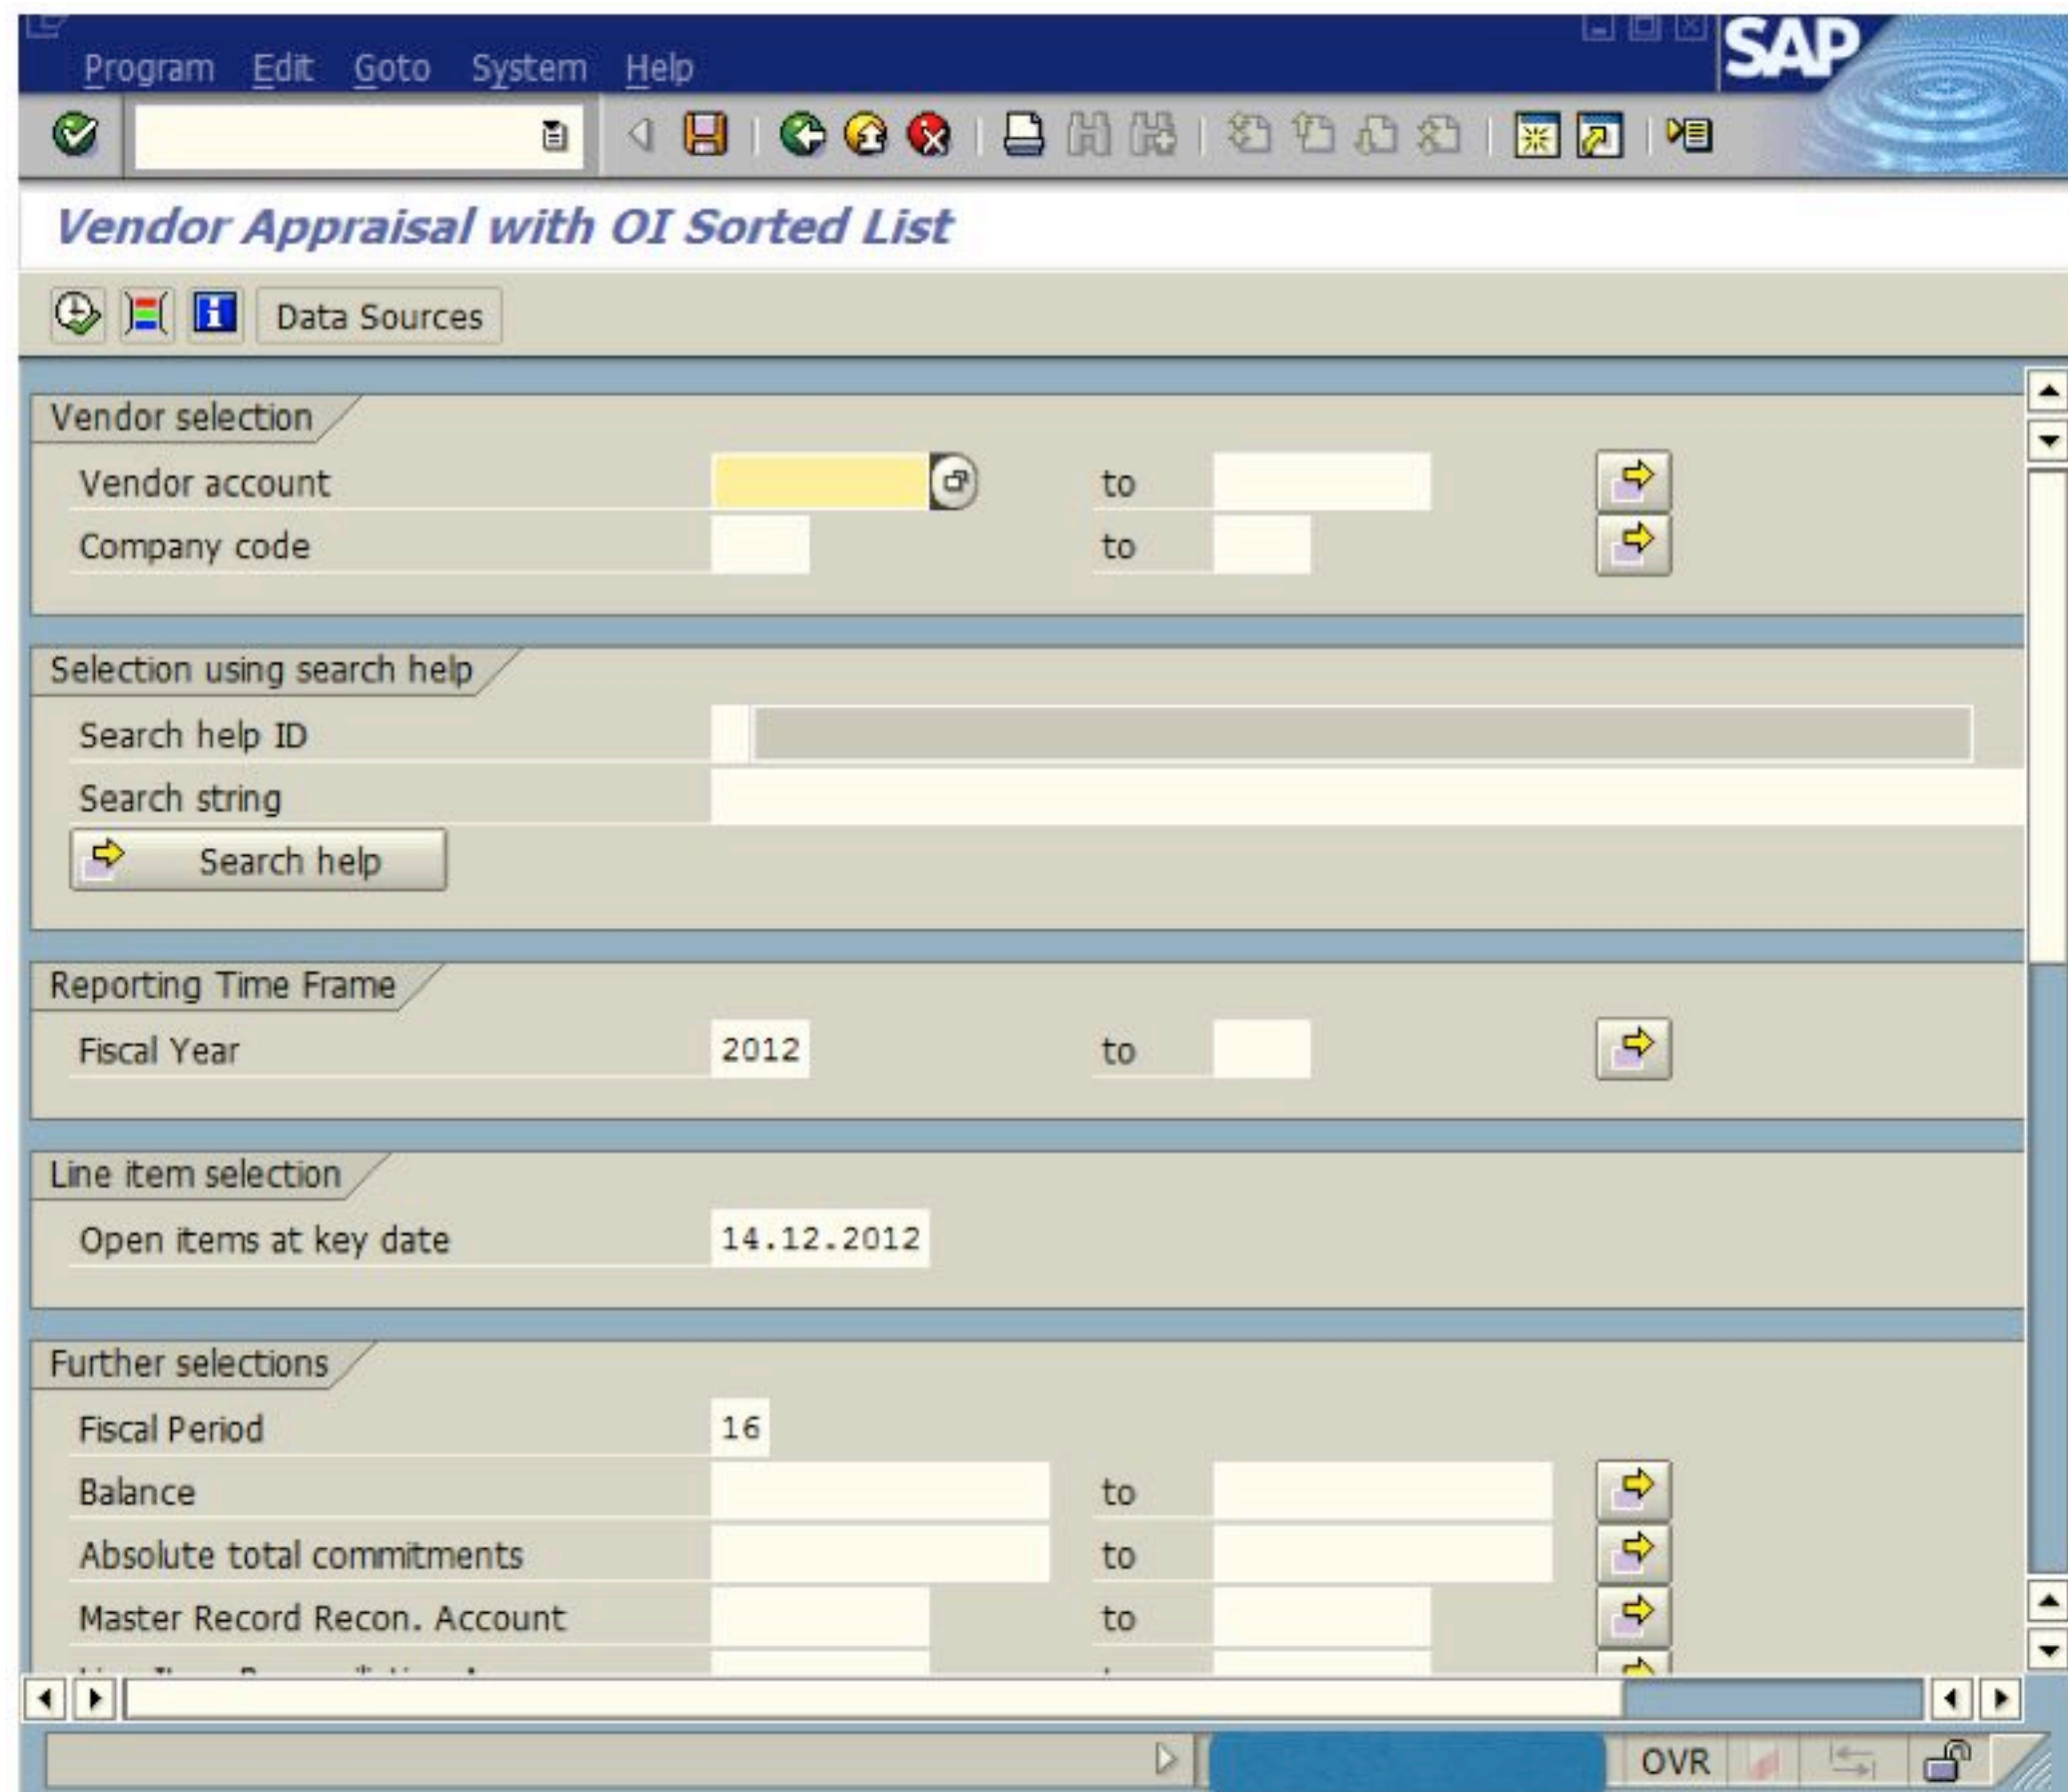 Program Edit Goto System Help
SAP
Vendor Appraisal with OI Sorted List
Data Sources
Vendor selection
Vendor account to
Company code to
Selection using search help
Search help ID
Search string
Search help
Reporting Time Frame
Fiscal Year 2012 to
Line item selection
Open items at key date 14.12.2012
Further selections
Fiscal Period 16
Balance to
Absolute total commitments to
Master Record Recon. Account to
OVR